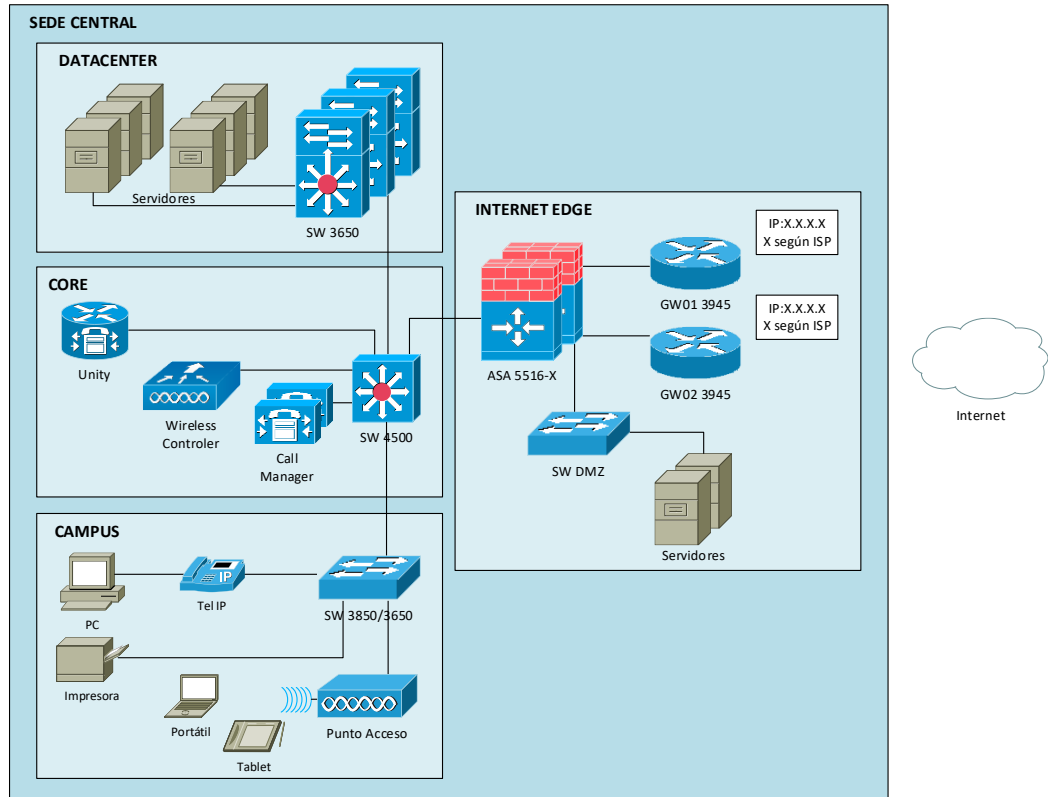 SEDE CENTRAL
DATACENTER
Servidores
SW 3650
CORE
Unity
Wireless
Controler
Call
Manager
SW 4500
CAMPUS
PC
IP
Tel IP
SW 3850/3650
Impresora
Portátil
Tablet
Punto Acceso
INTERNET EDGE
IP:X.X.X.X
X según ISP
GW01 3945
IP:X.X.X.X
X según ISP
GW02 3945
ASA 5516-X
SW DMZ
Servidores
Internet